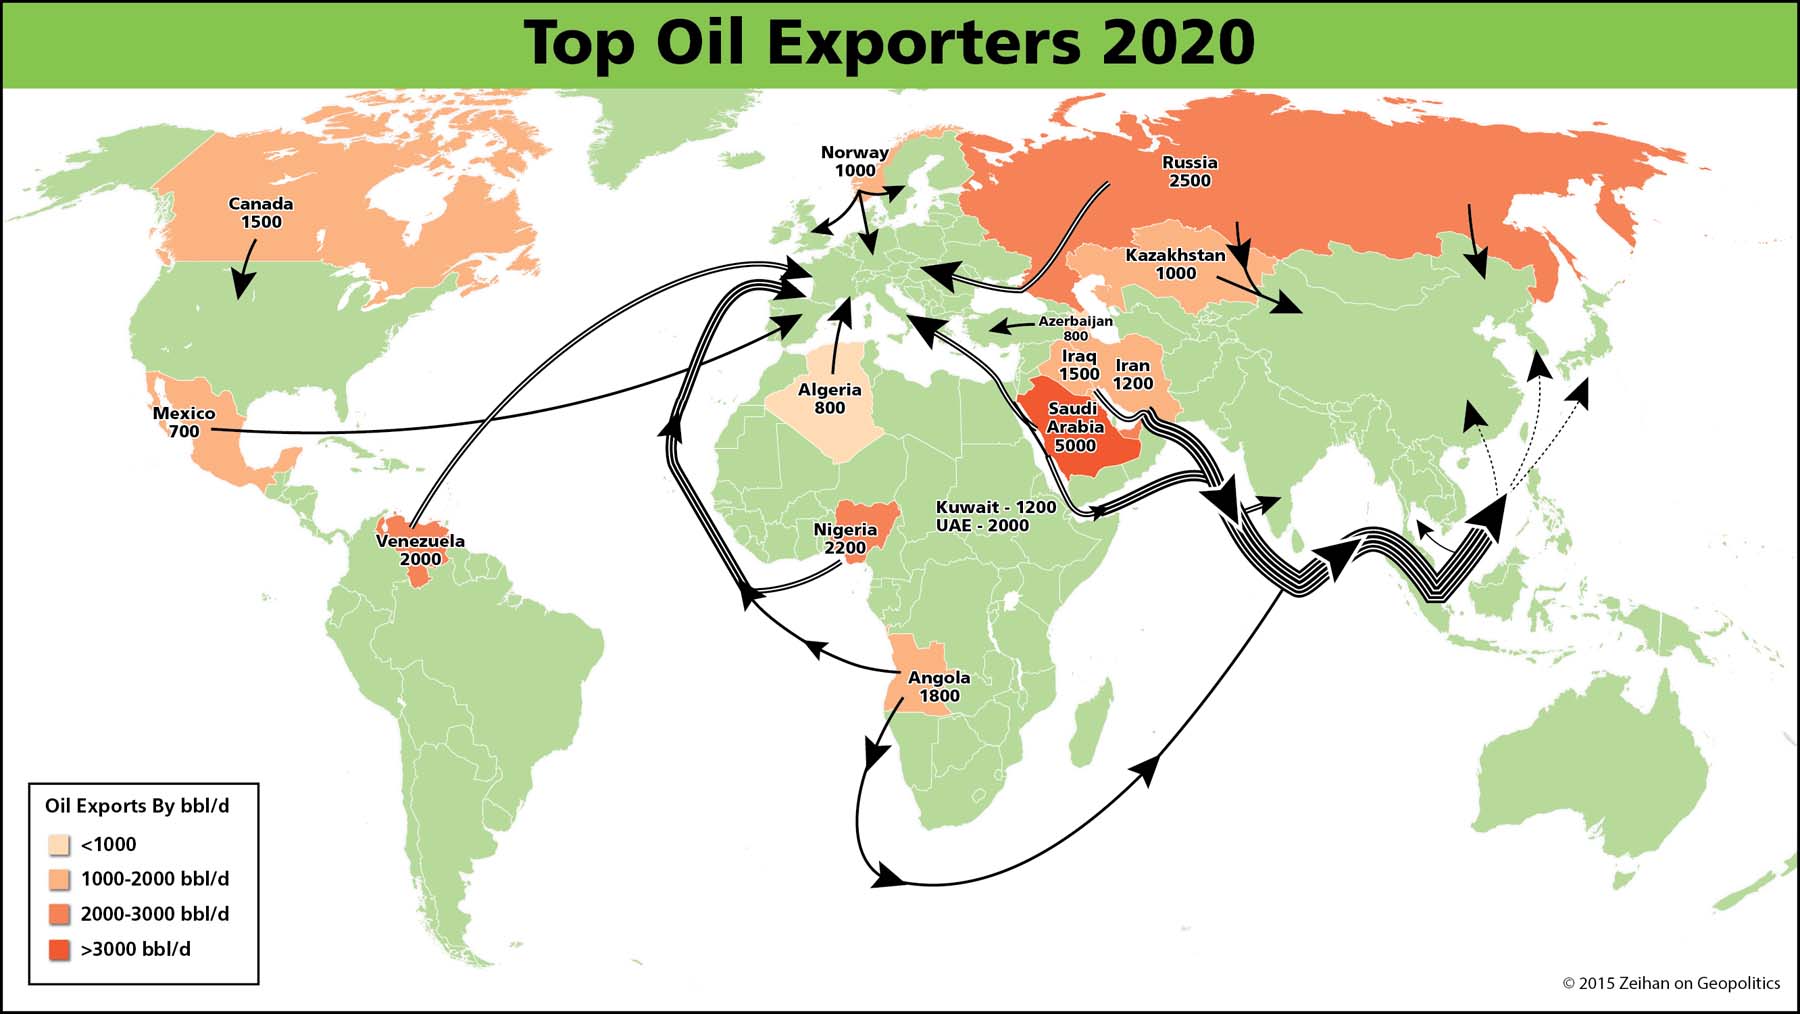 Top Oil Exporters 2020
Norway
1000
Russia
2500
Canada
1500
Kazakhstan
1000
Azerbaijan
800
Iraq
1500
Iran
1200
Algeria
800
Saudi
Arabia
5000
Mexico
700
Kuwait - 1200
UAE - 2000
Nigeria
2200
Venezuela
2000
Angola
1800
Oil Exports By bbl/d
<1000
1000-2000 bbl/d
2000-3000 bbl/d
>3000 bbl/d
© 2015 Zeihan on Geopolitics